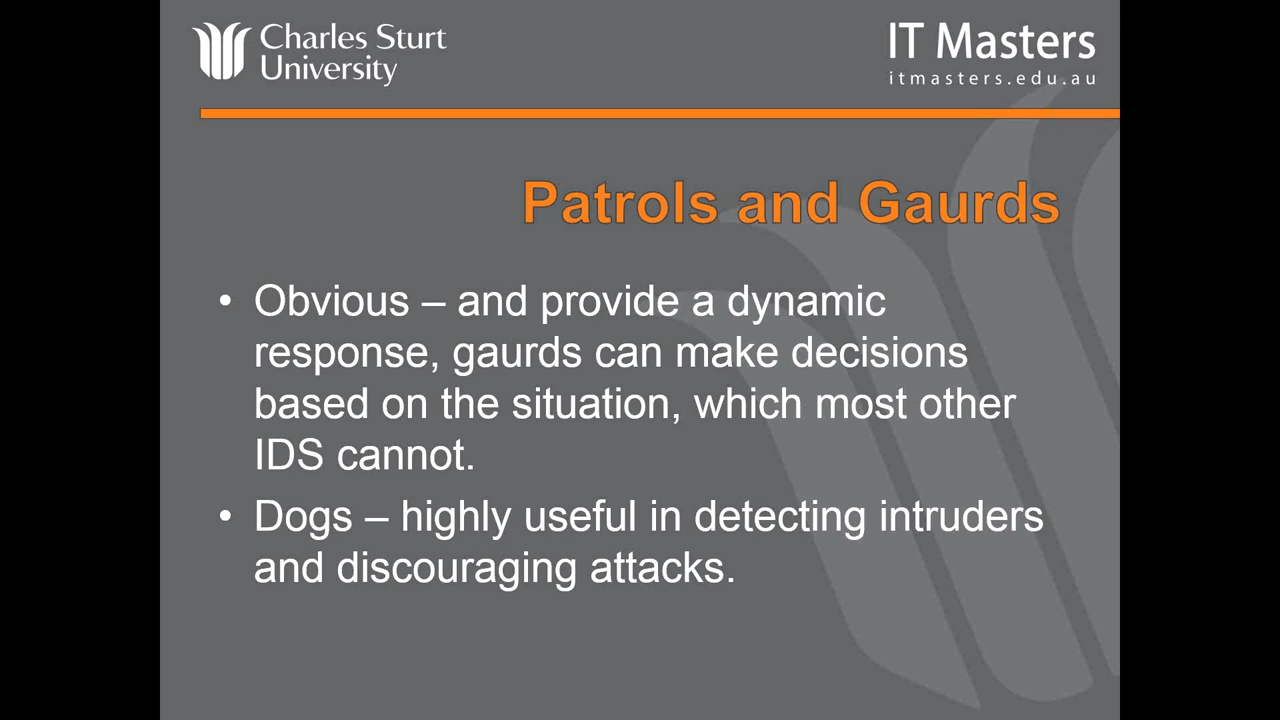 Charles Sturt
University
IT Masters
itmasters.edu.au
Patrols and Gaurds
• Obvious – and provide a dynamic
response, gaurds can make decisions
based on the situation, which most other
IDS cannot.
• Dogs – highly useful in detecting intruders
and discouraging attacks.